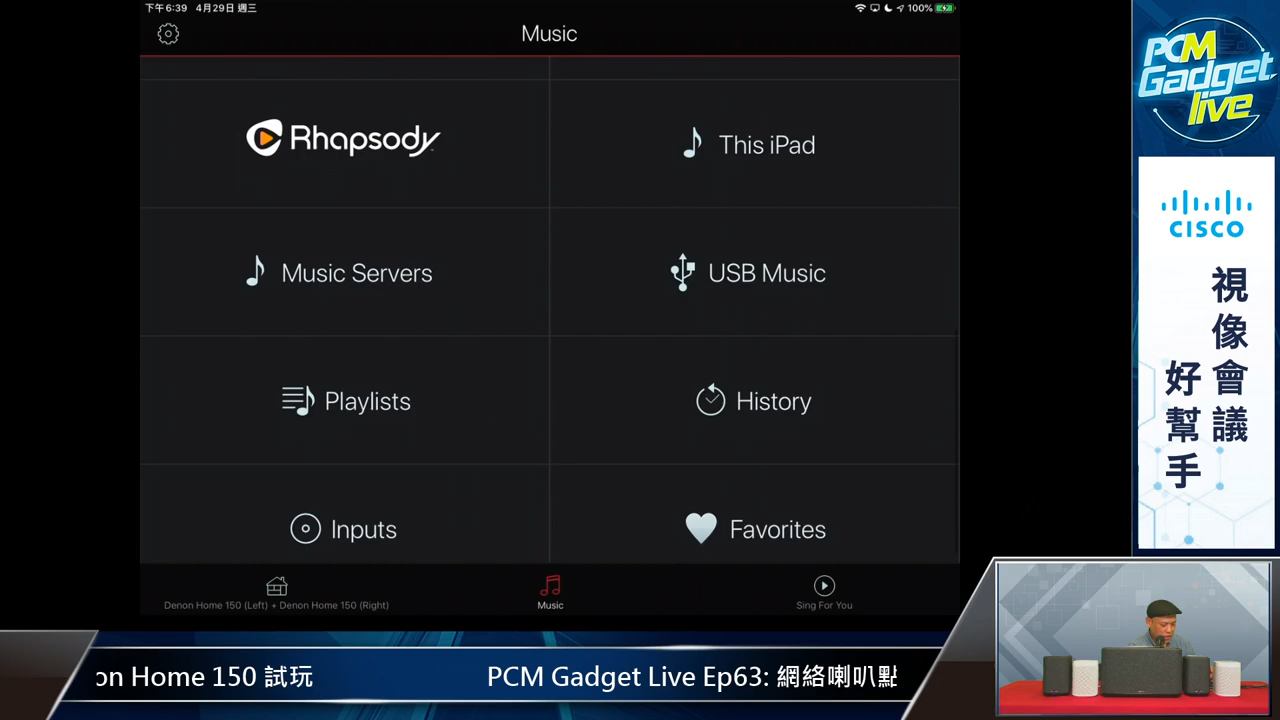 下午6:39 4月29日 週三
100%
Music
Rhapsody
This iPad
Music Servers
USB Music
Playlists
History
Inputs
Favorites
Denon Home 150 (Left) + Denon Home 150 (Right)
Music
Sing For You
on Home 150 試玩
PCM Gadget Live Ep63: 網絡喇叭點
PCM
Gadget
live
CISCO
視像會議
好幫手